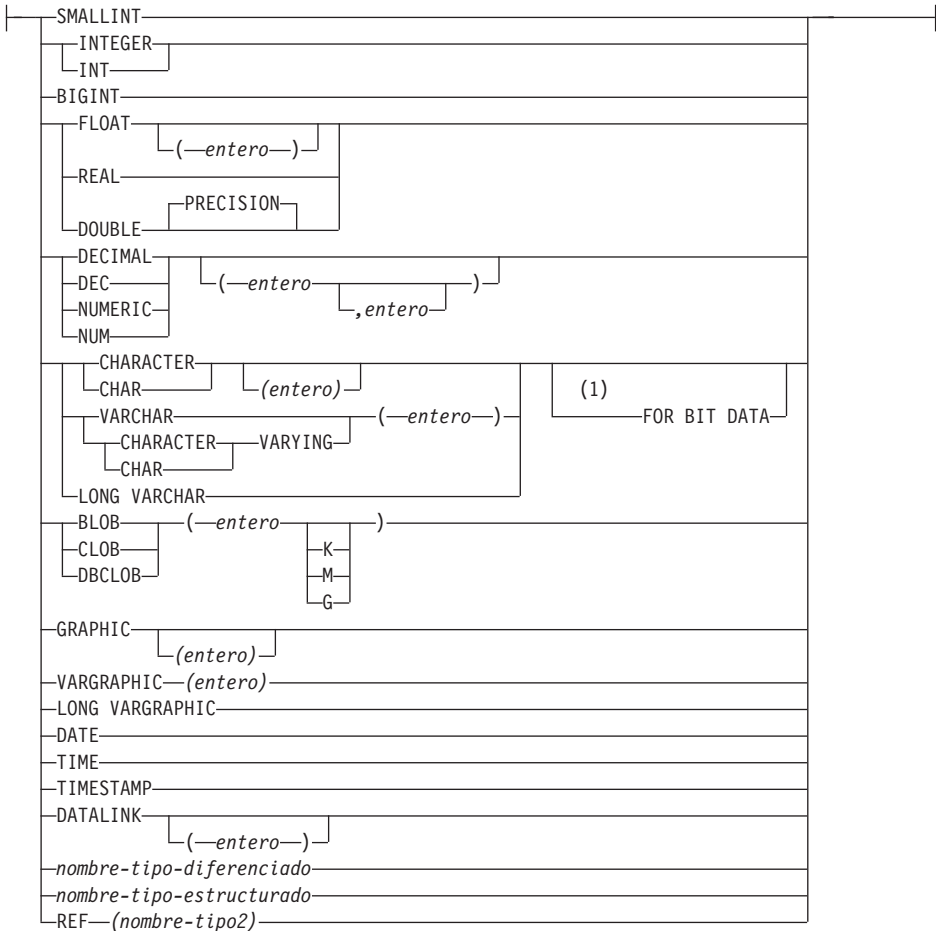 SMALLINT
INTEGER
INT
BIGINT
FLOAT
(entero)
REAL
PRECISION
DOUBLE
DECIMAL
DEC (entero )
NUMERIC ,entero
NUM
CHARACTER
CHAR (entero) (1)
VARCHAR (entero) FOR BIT DATA
CHARACTER VARYING
CHAR
LONG VARCHAR
BLOB (entero )
CLOB K
DBCLOB M
G
GRAPHIC
(entero)
VARGRAPHIC (entero)
LONG VARGRAPHIC
DATE
TIME
TIMESTAMP
DATALINK
(entero)
nombre-tipo-diferenciado
nombre-tipo-estructurado
REF (nombre-tipo2)